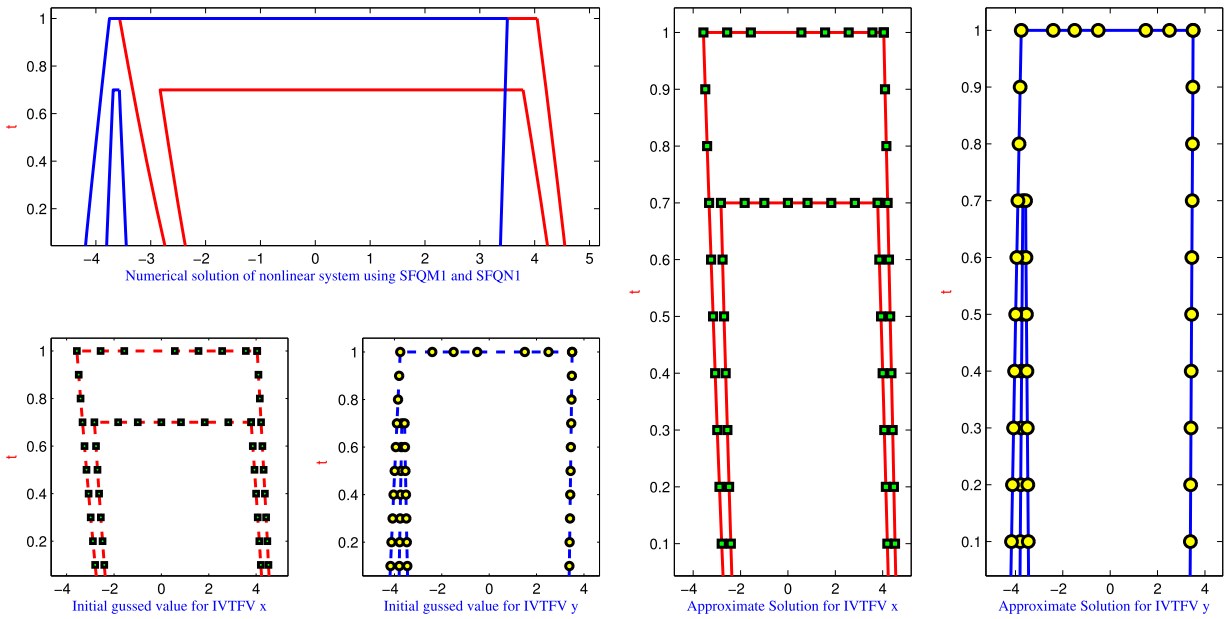 1
0.8
0.6
0.4
0.2
t
−4 −3 −2 −1 0 1 2 3 4 5
Numerical solution of nonlinear system using SFQM1 and SFQN1
1
0.8
0.6
0.4
0.2
t
−4 −2 0 2 4
Initial gussed value for IVTFV x
1
0.8
0.6
0.4
0.2
t
−4 −2 0 2 4
Initial gussed value for IVTFV y
1
0.9
0.8
0.7
0.6
0.5
0.4
0.3
0.2
0.1
t
−4 −2 0 2 4
Approximate Solution for IVTFV x
1
0.9
0.8
0.7
0.6
0.5
0.4
0.3
0.2
0.1
t
−4 −2 0 2 4
Approximate Solution for IVTFV y